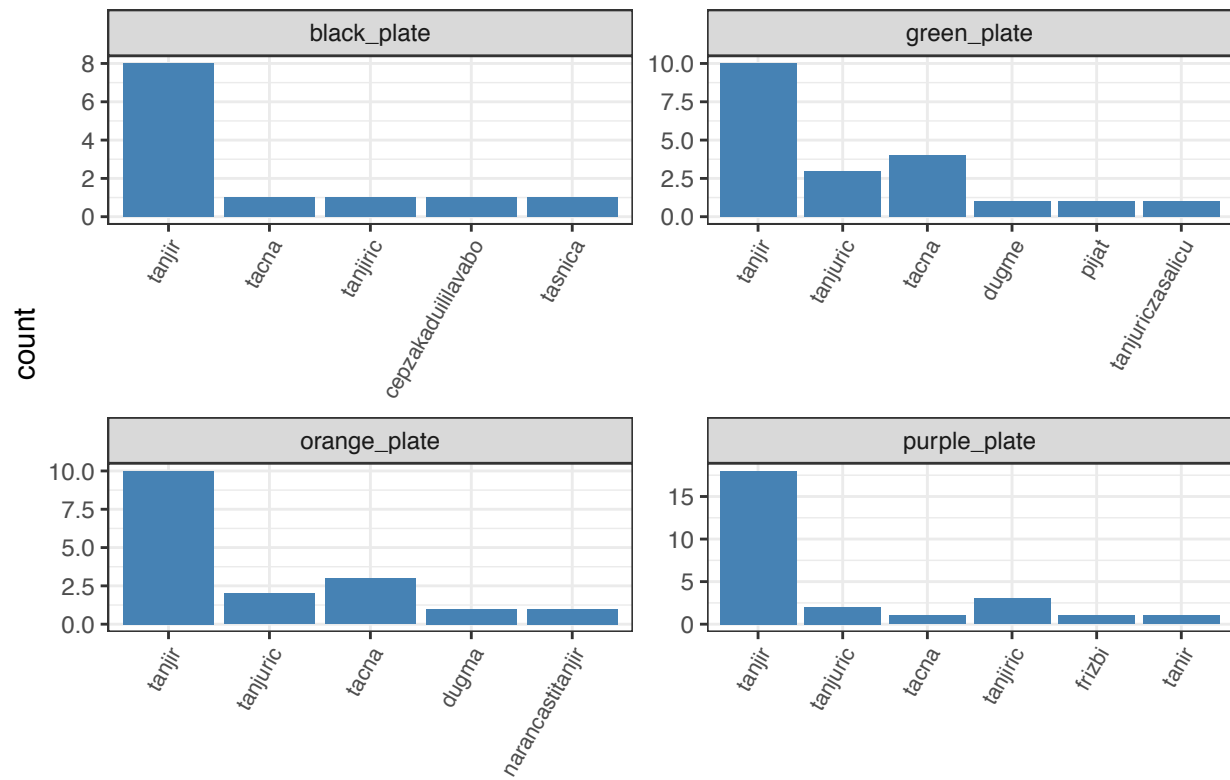 count
black_plate
8
6
4
2
0
tanjir
tacna
tanjiric
cepzakaduililavabo
tasnica
green_plate
10.0
7.5
5.0
2.5
0.0
tanjir
tanjuric
tacna
dugme
pijat
tanjuriczasalicu
orange_plate
10.0
7.5
5.0
2.5
0.0
tanjir
tanjuric
tacna
dugma
narancastitanjir
purple_plate
15
10
5
0
tanjir
tanjuric
tacna
tanjiric
frizbi
tanir